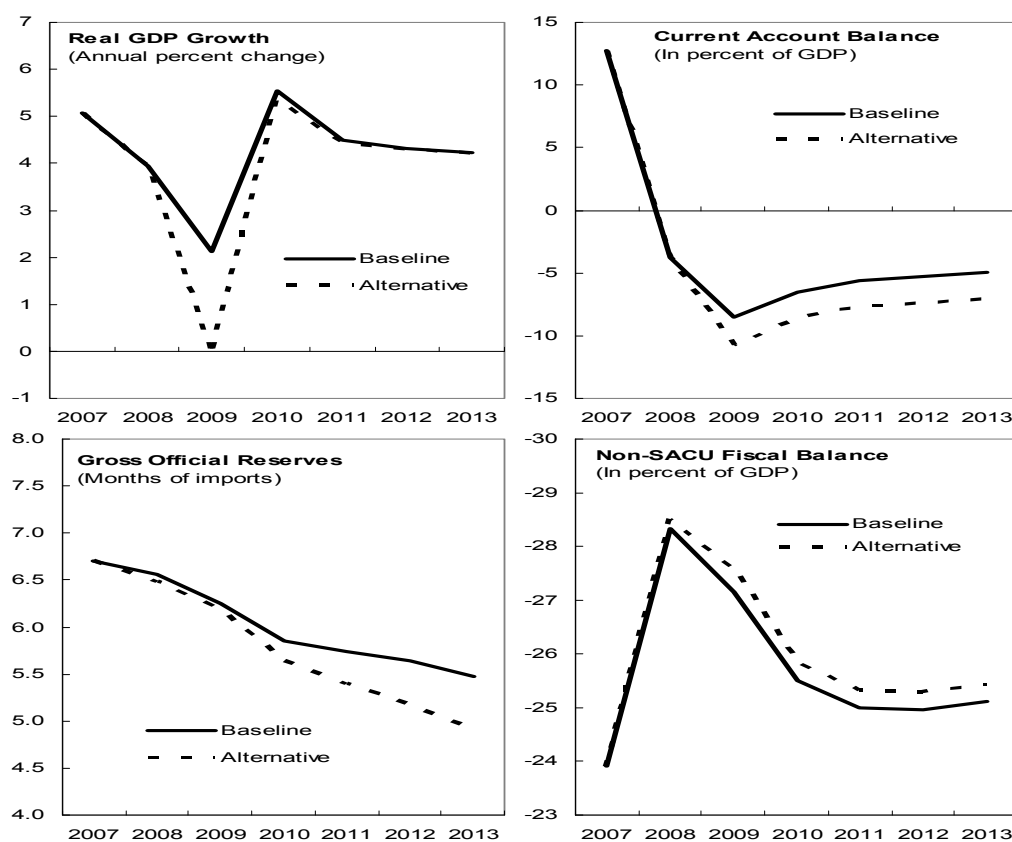 Real GDP Growth
(Annual percent change)
7
6
5
4
3
2
1
0
-1
Baseline
Alternative
2007 2008 2009 2010 2011 2012 2013
Current Account Balance
(In percent of GDP)
15
10
5
0
-5
-10
-15
Baseline
Alternative
2007 2008 2009 2010 2011 2012 2013
Gross Official Reserves
(Months of imports)
8.0
7.5
7.0
6.5
6.0
5.5
5.0
4.5
4.0
Baseline
Alternative
2007 2008 2009 2010 2011 2012 2013
Non-SACU Fiscal Balance
(In percent of GDP)
-30
-29
-28
-27
-26
-25
-24
-23
Baseline
Alternative
2007 2008 2009 2010 2011 2012 2013